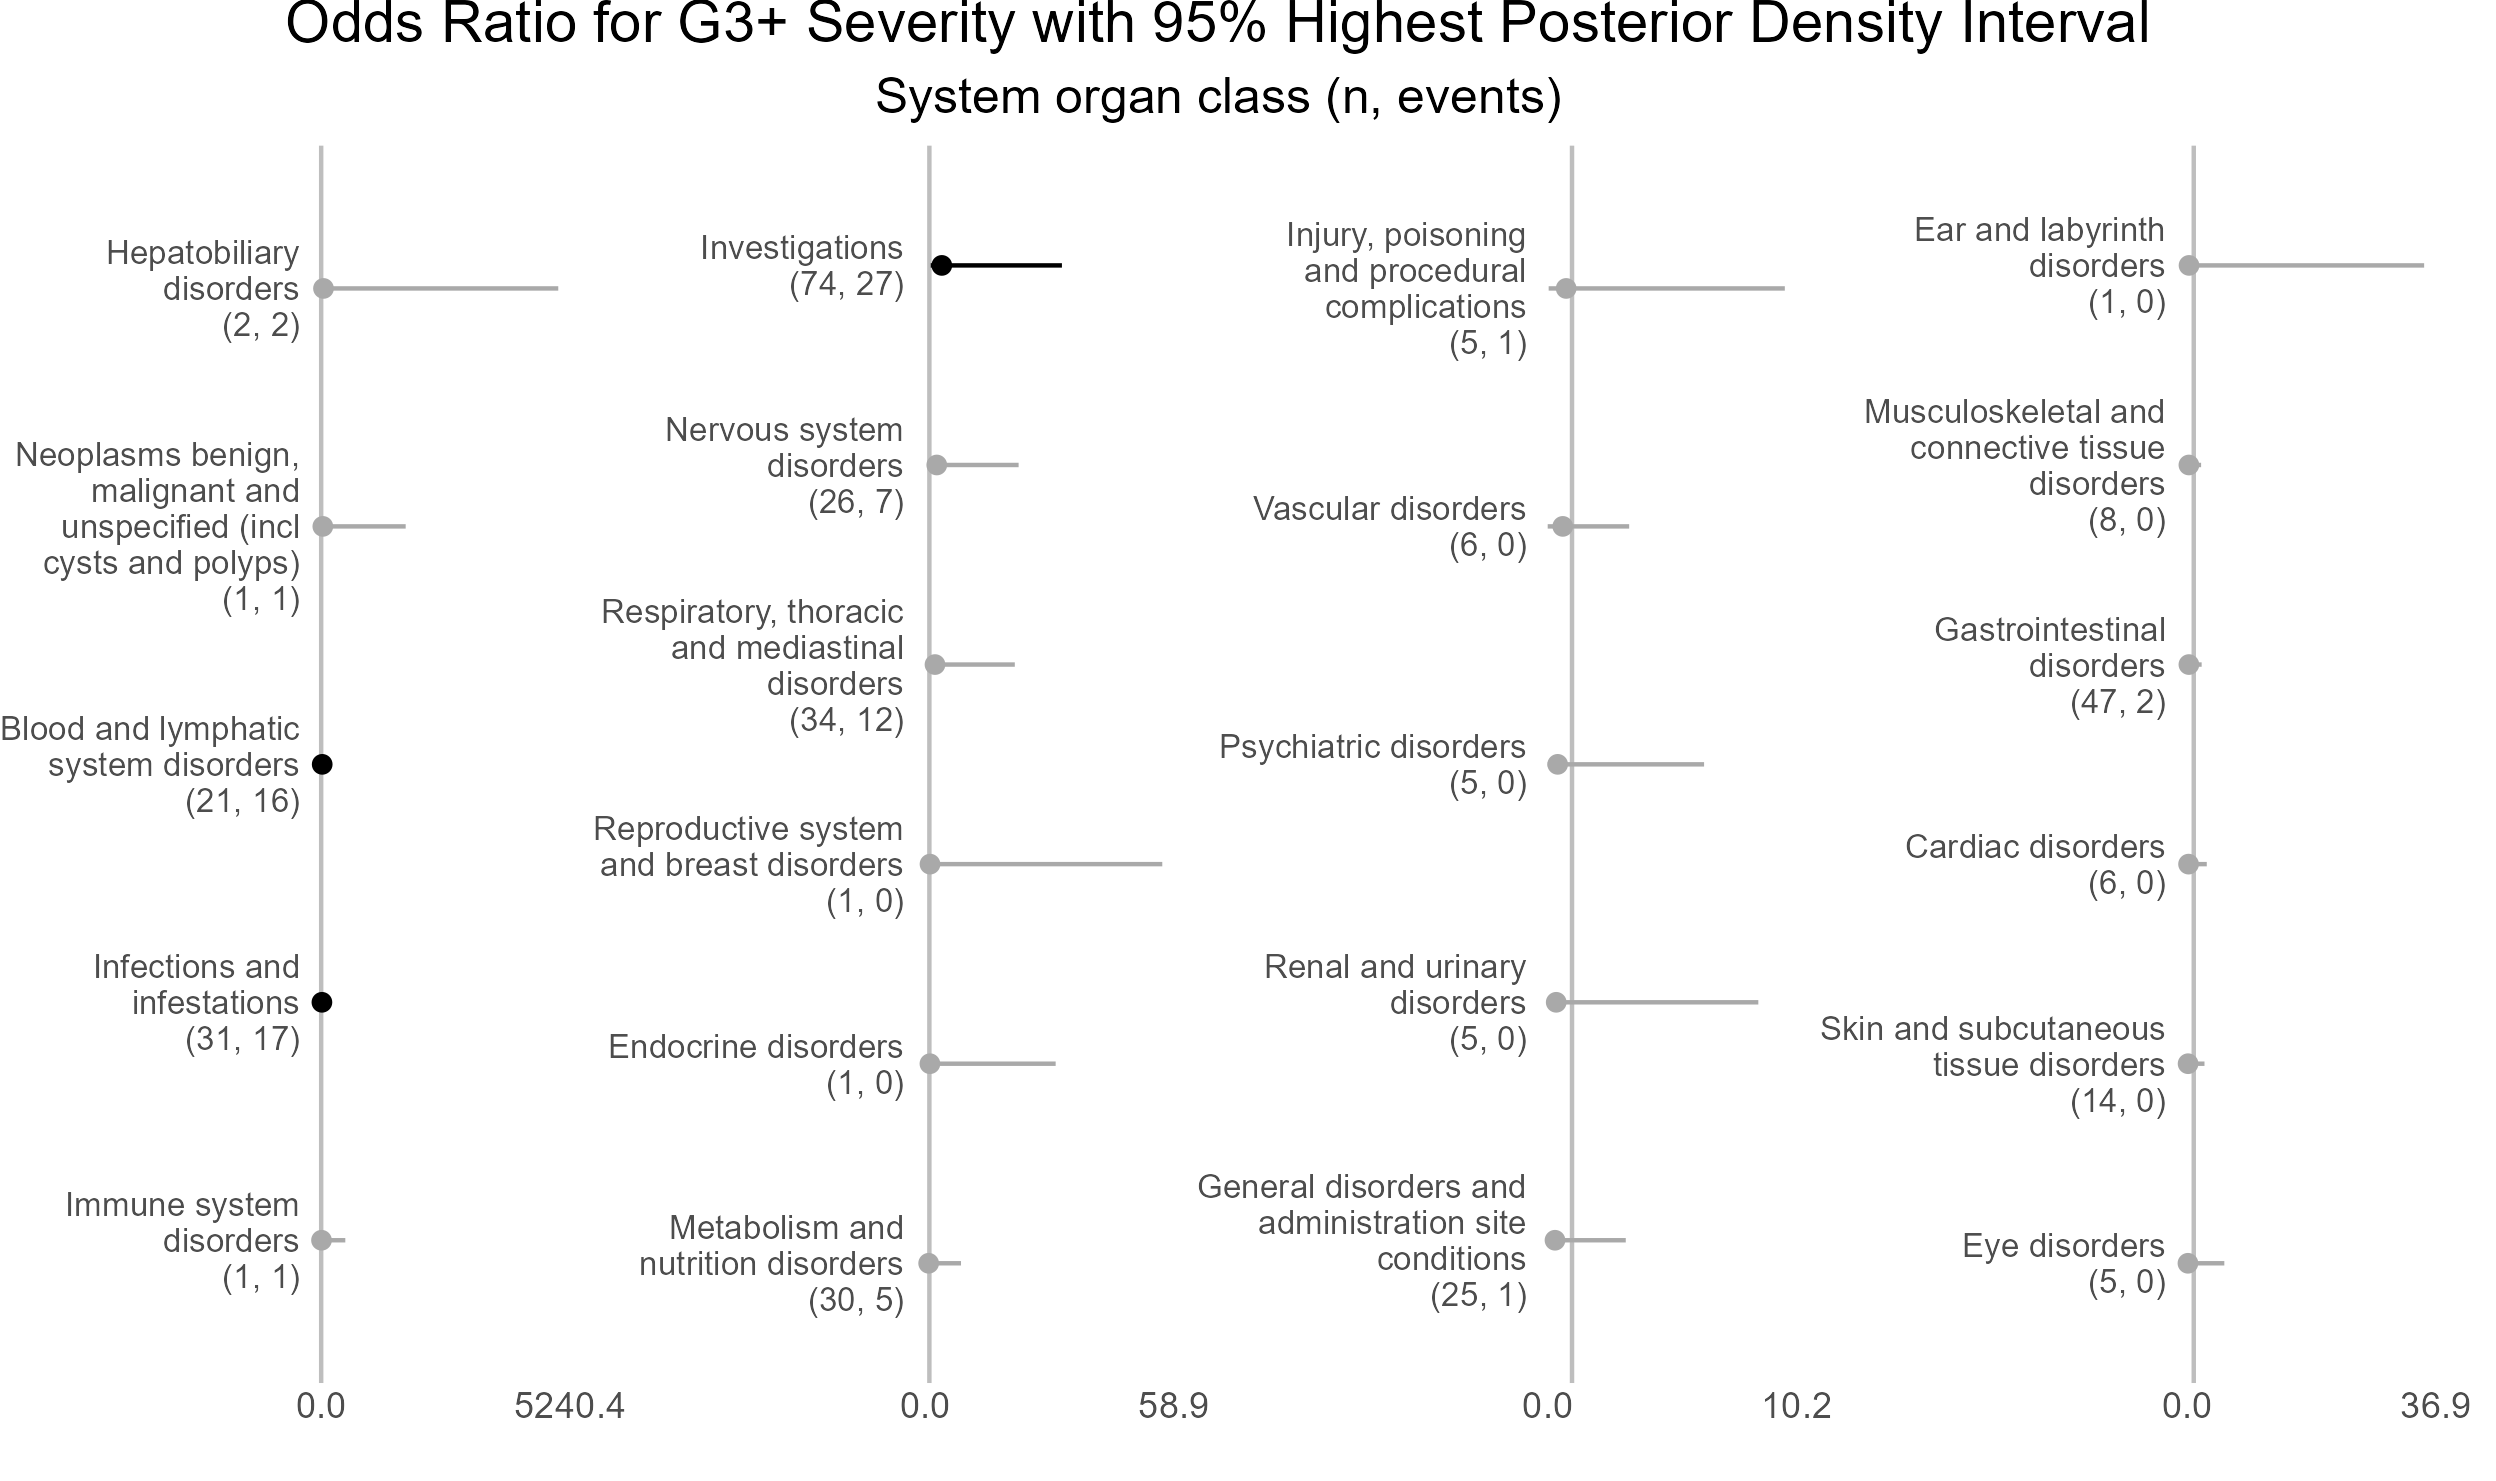 Odds Ratio for G3+ Severity with 95% Highest Posterior Density Interval
System organ class (n, events)
Hepatobiliary
disorders
(2, 2)
Neoplasms benign,
malignant and
unspecified (incl
cysts and polyps)
(1, 1)
Blood and lymphatic
system disorders
(21, 16)
Infections and
infestations
(31, 17)
Immune system
disorders
(1, 1)
0.0
5240.4
Investigations
(74, 27)
Nervous system
disorders
(26, 7)
Respiratory, thoracic
and mediastinal
disorders
(34, 12)
Reproductive system
and breast disorders
(1, 0)
Endocrine disorders
(1, 0)
Metabolism and
nutrition disorders
(30, 5)
0.0
58.9
Injury, poisoning
and procedural
complications
(5, 1)
Vascular disorders
(6, 0)
Psychiatric disorders
(5, 0)
Renal and urinary
disorders
(5, 0)
General disorders and
administration site
conditions
(25, 1)
0.0
10.2
Ear and labyrinth
disorders
(1, 0)
Musculoskeletal and
connective tissue
disorders
(8, 0)
Gastrointestinal
disorders
(47, 2)
Cardiac disorders
(6, 0)
Skin and subcutaneous
tissue disorders
(14, 0)
Eye disorders
(5, 0)
0.0
36.9